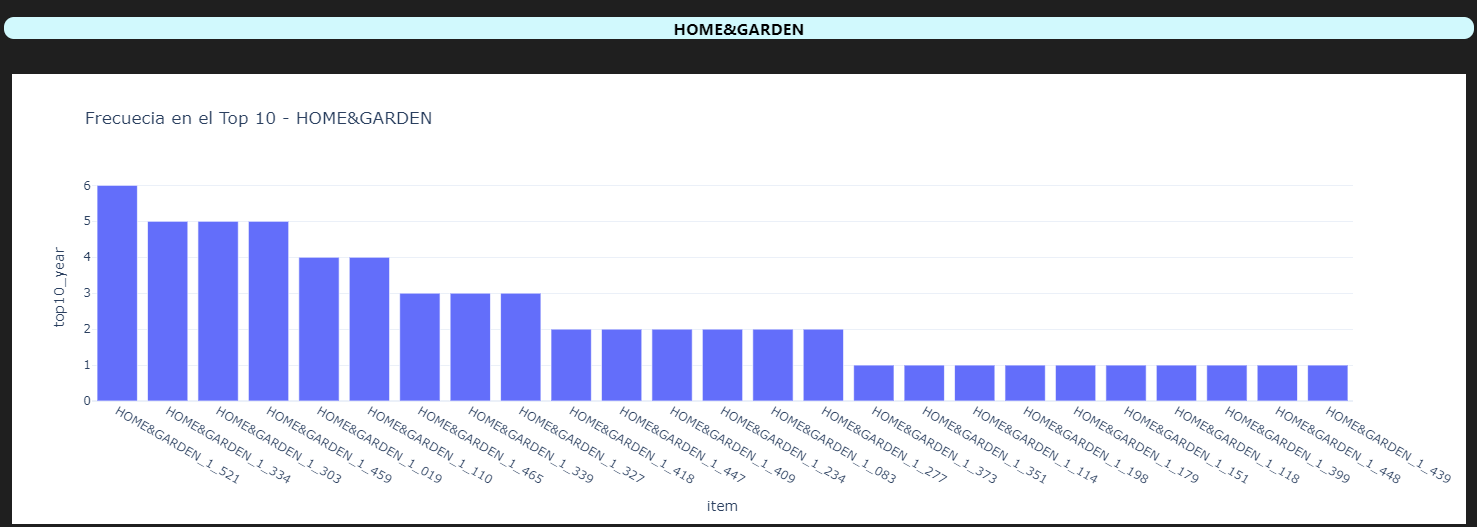 HOME&GARDEN
Frecuecia en el Top 10 - HOME&GARDEN
top10_year
6
5
4
3
2
1
0
HOME&GARDEN_1_521
HOME&GARDEN_1_334
HOME&GARDEN_1_303
HOME&GARDEN_1_459
HOME&GARDEN_1_019
HOME&GARDEN_1_110
HOME&GARDEN_1_465
HOME&GARDEN_1_339
HOME&GARDEN_1_327
HOME&GARDEN_1_418
HOME&GARDEN_1_447
HOME&GARDEN_1_409
HOME&GARDEN_1_234
HOME&GARDEN_1_083
HOME&GARDEN_1_277
HOME&GARDEN_1_373
HOME&GARDEN_1_351
HOME&GARDEN_1_114
HOME&GARDEN_1_198
HOME&GARDEN_1_179
HOME&GARDEN_1_151
HOME&GARDEN_1_118
HOME&GARDEN_1_399
HOME&GARDEN_1_448
HOME&GARDEN_1_439
item